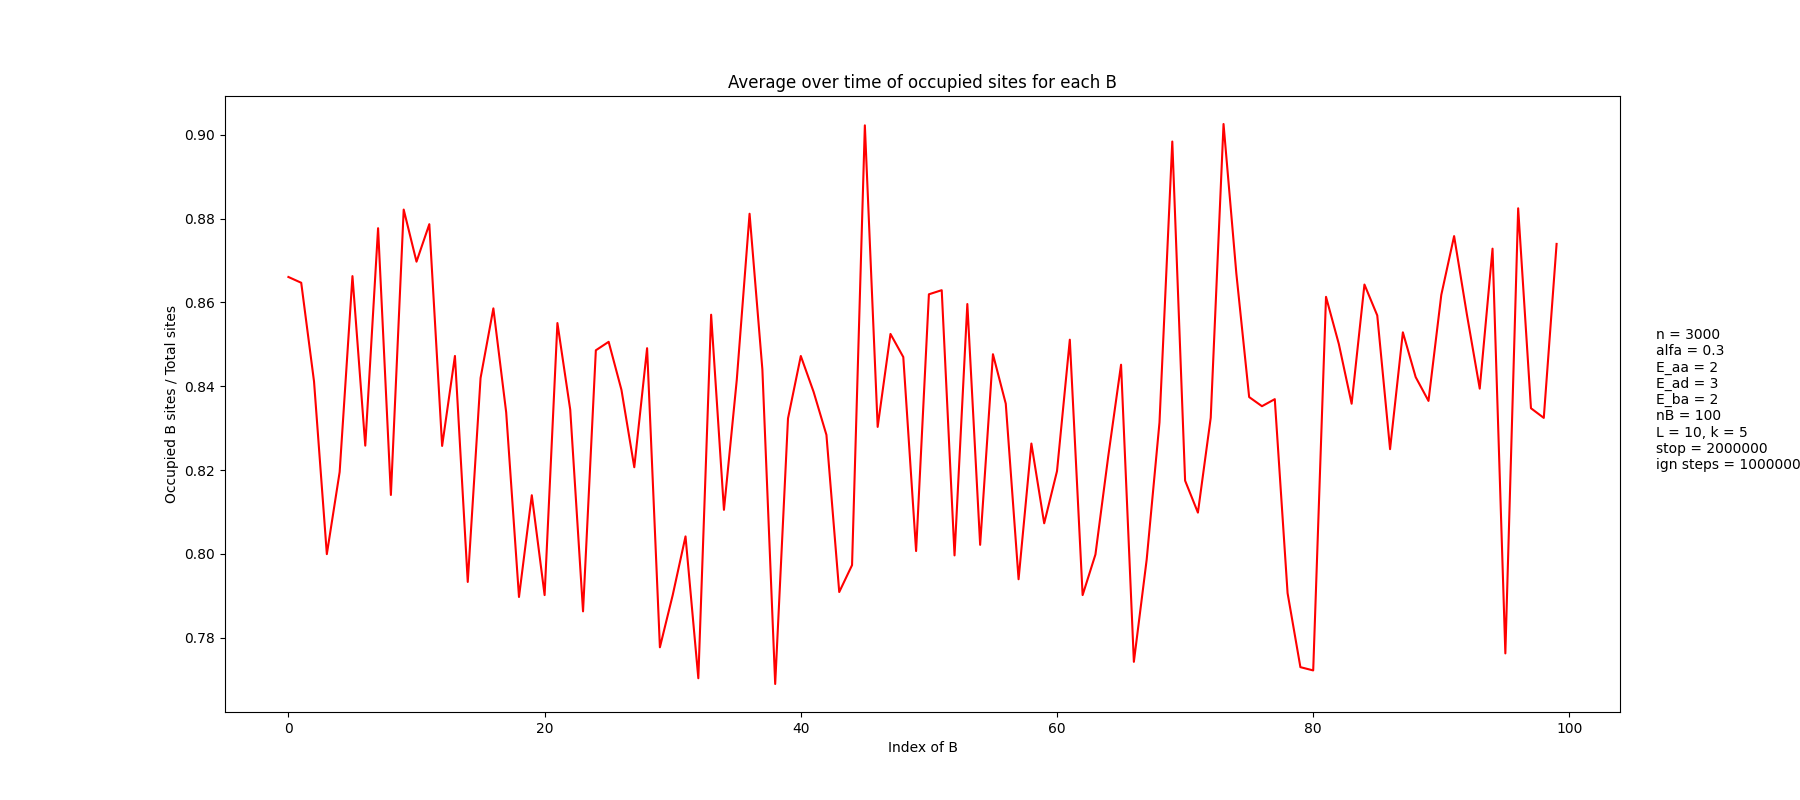 Average over time of occupied sites for each B
Occupied B sites / Total sites
0.90
0.88
0.86
0.84
0.82
0.80
0.78
0
20
40
60
80
100
Index of B
n = 3000
alfa = 0.3
E_aa = 2
E_ad = 3
E_ba = 2
nB = 100
L = 10, k = 5
stop = 2000000
ign steps = 1000000